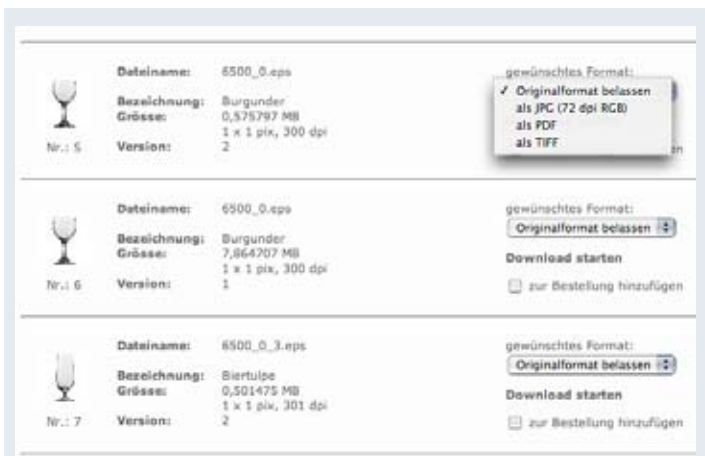 Dateiname: 6500_0.eps
gewünschtes Format:
Bezeichnung: Burgunder
✓ Originalformat belassen
Grösse: 0,575797 MB
als JPG (72 dpi RGB)
1 x 1 pix, 300 dpi
als PDF
Nr.: 5 Version: 2
als TIFF
Dateiname: 6500_0.eps
gewünschtes Format:
Originalformat belassen
Bezeichnung: Burgunder
Grösse: 7,864707 MB
Download starten
1 x 1 pix, 300 dpi
Nr.: 6 Version: 1
zur Bestellung hinzufügen
Dateiname: 6500_0_3.eps
gewünschtes Format:
Originalformat belassen
Bezeichnung: Biertulpe
Grösse: 0,501475 MB
Download starten
1 x 1 pix, 301 dpi
Nr.: 7 Version: 2
zur Bestellung hinzufügen